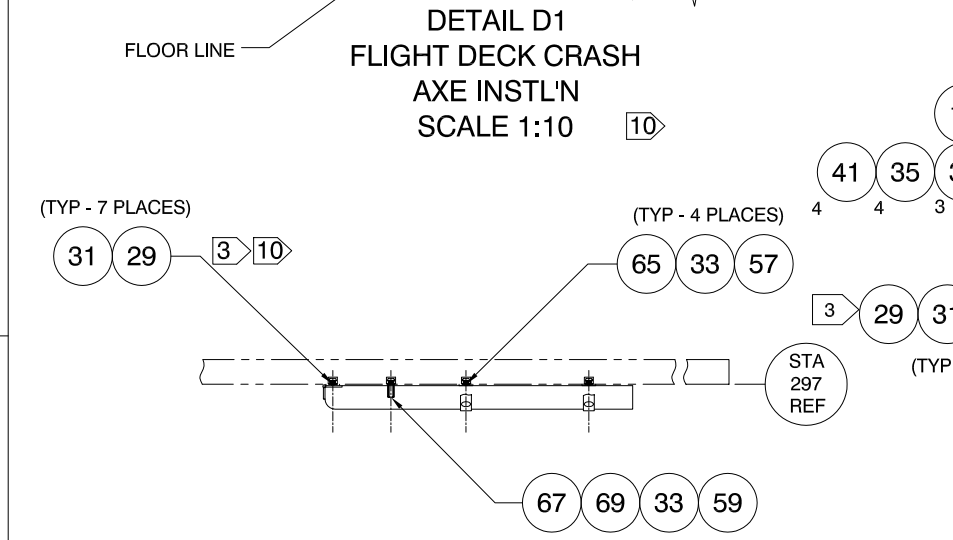 DETAIL D1
FLIGHT DECK CRASH
AXE INSTL'N
SCALE 1:10 10
FLOOR LINE
41 35
4 4 3
(TYP - 7 PLACES)
31 29 3 10
(TYP - 4 PLACES)
65 33 57
3 29 31
(TYP
STA
297
REF
67 69 33 59